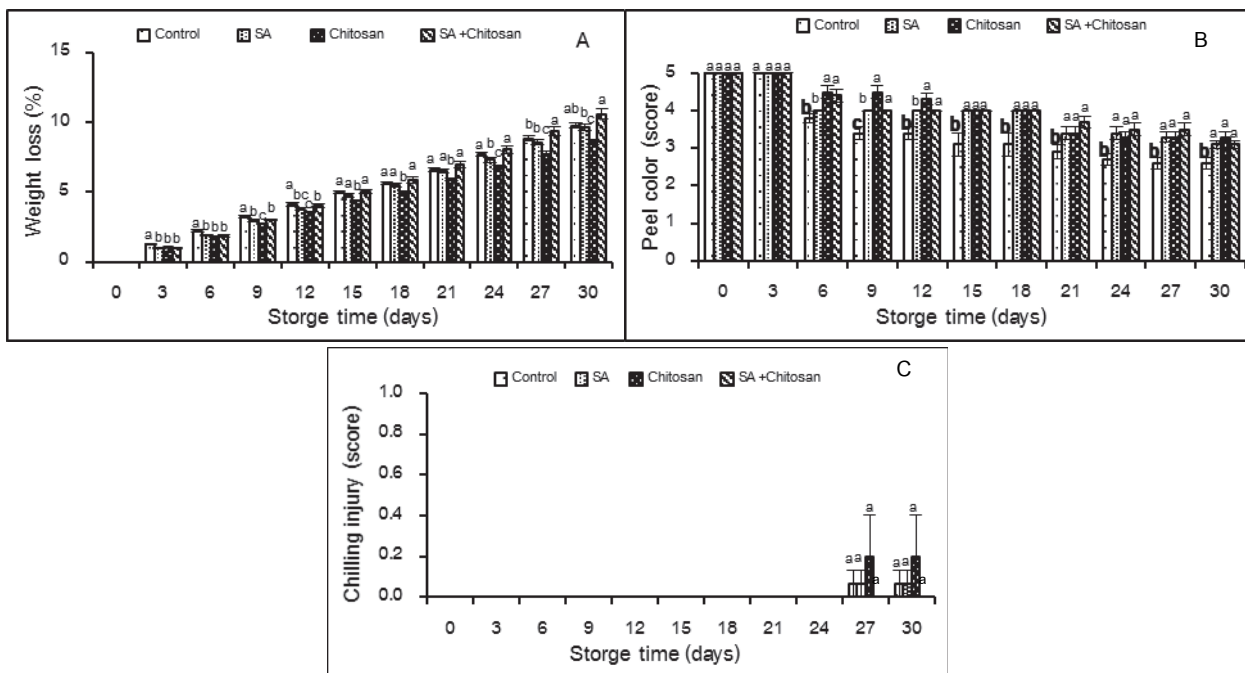 Control SA Chitosan SA +Chitosan A
Weight loss (%)
15
10
5
0
a b b b
a b b b
a b c b
a b c c b
a a b a
a a b a
a a b a
a b c a
b b c a
ab b c a
0 3 6 9 12 15 18 21 24 27 30
Storge time (days)
Control SA Chitosan SA +Chitosan B
Peel color (score)
5
4
3
2
1
0
a a a a
a a a a
b b a a
c b a a
b b a a
b a a a
b a a a
b a a a
b a a a
b a a a
b a a a
0 3 6 9 12 15 18 21 24 27 30
Storge time (days)
Control SA Chitosan SA +Chitosan C
Chilling injury (score)
1.0
0.8
0.6
0.4
0.2
0.0
a a a a
a a a a
0 3 6 9 12 15 18 21 24 27 30
Storge time (days)